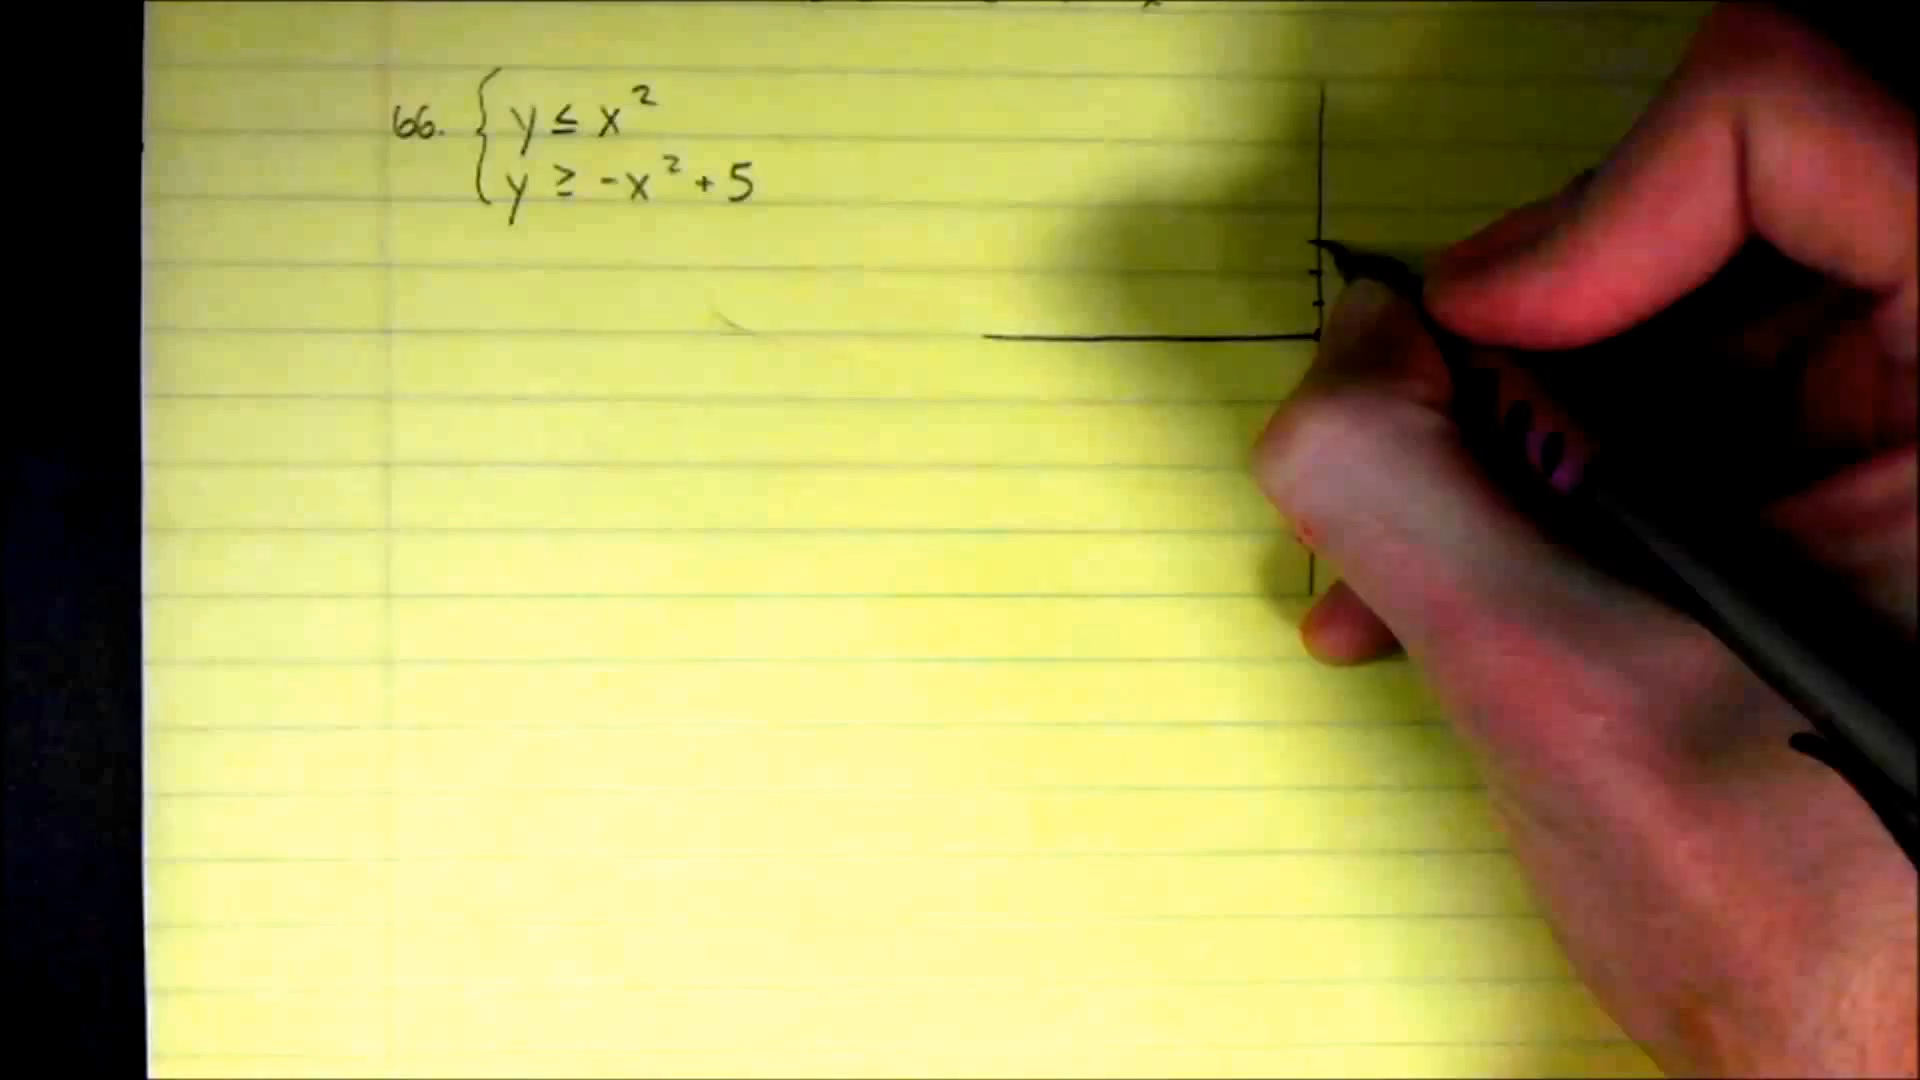 66. { y ≤ x²
y ≥ -x² + 5